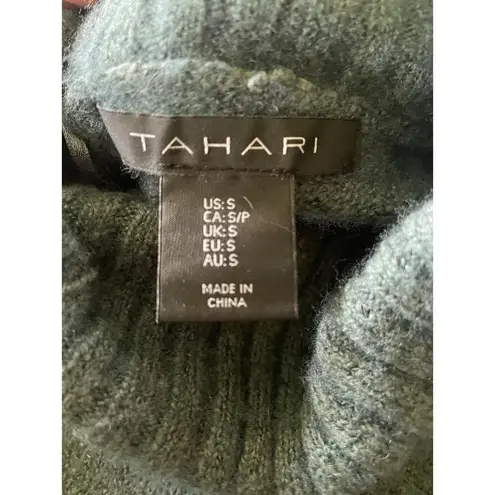 TAHARI
US: S
CA: S/P
UK: S
EU: S
AU: S
MADE IN
CHINA